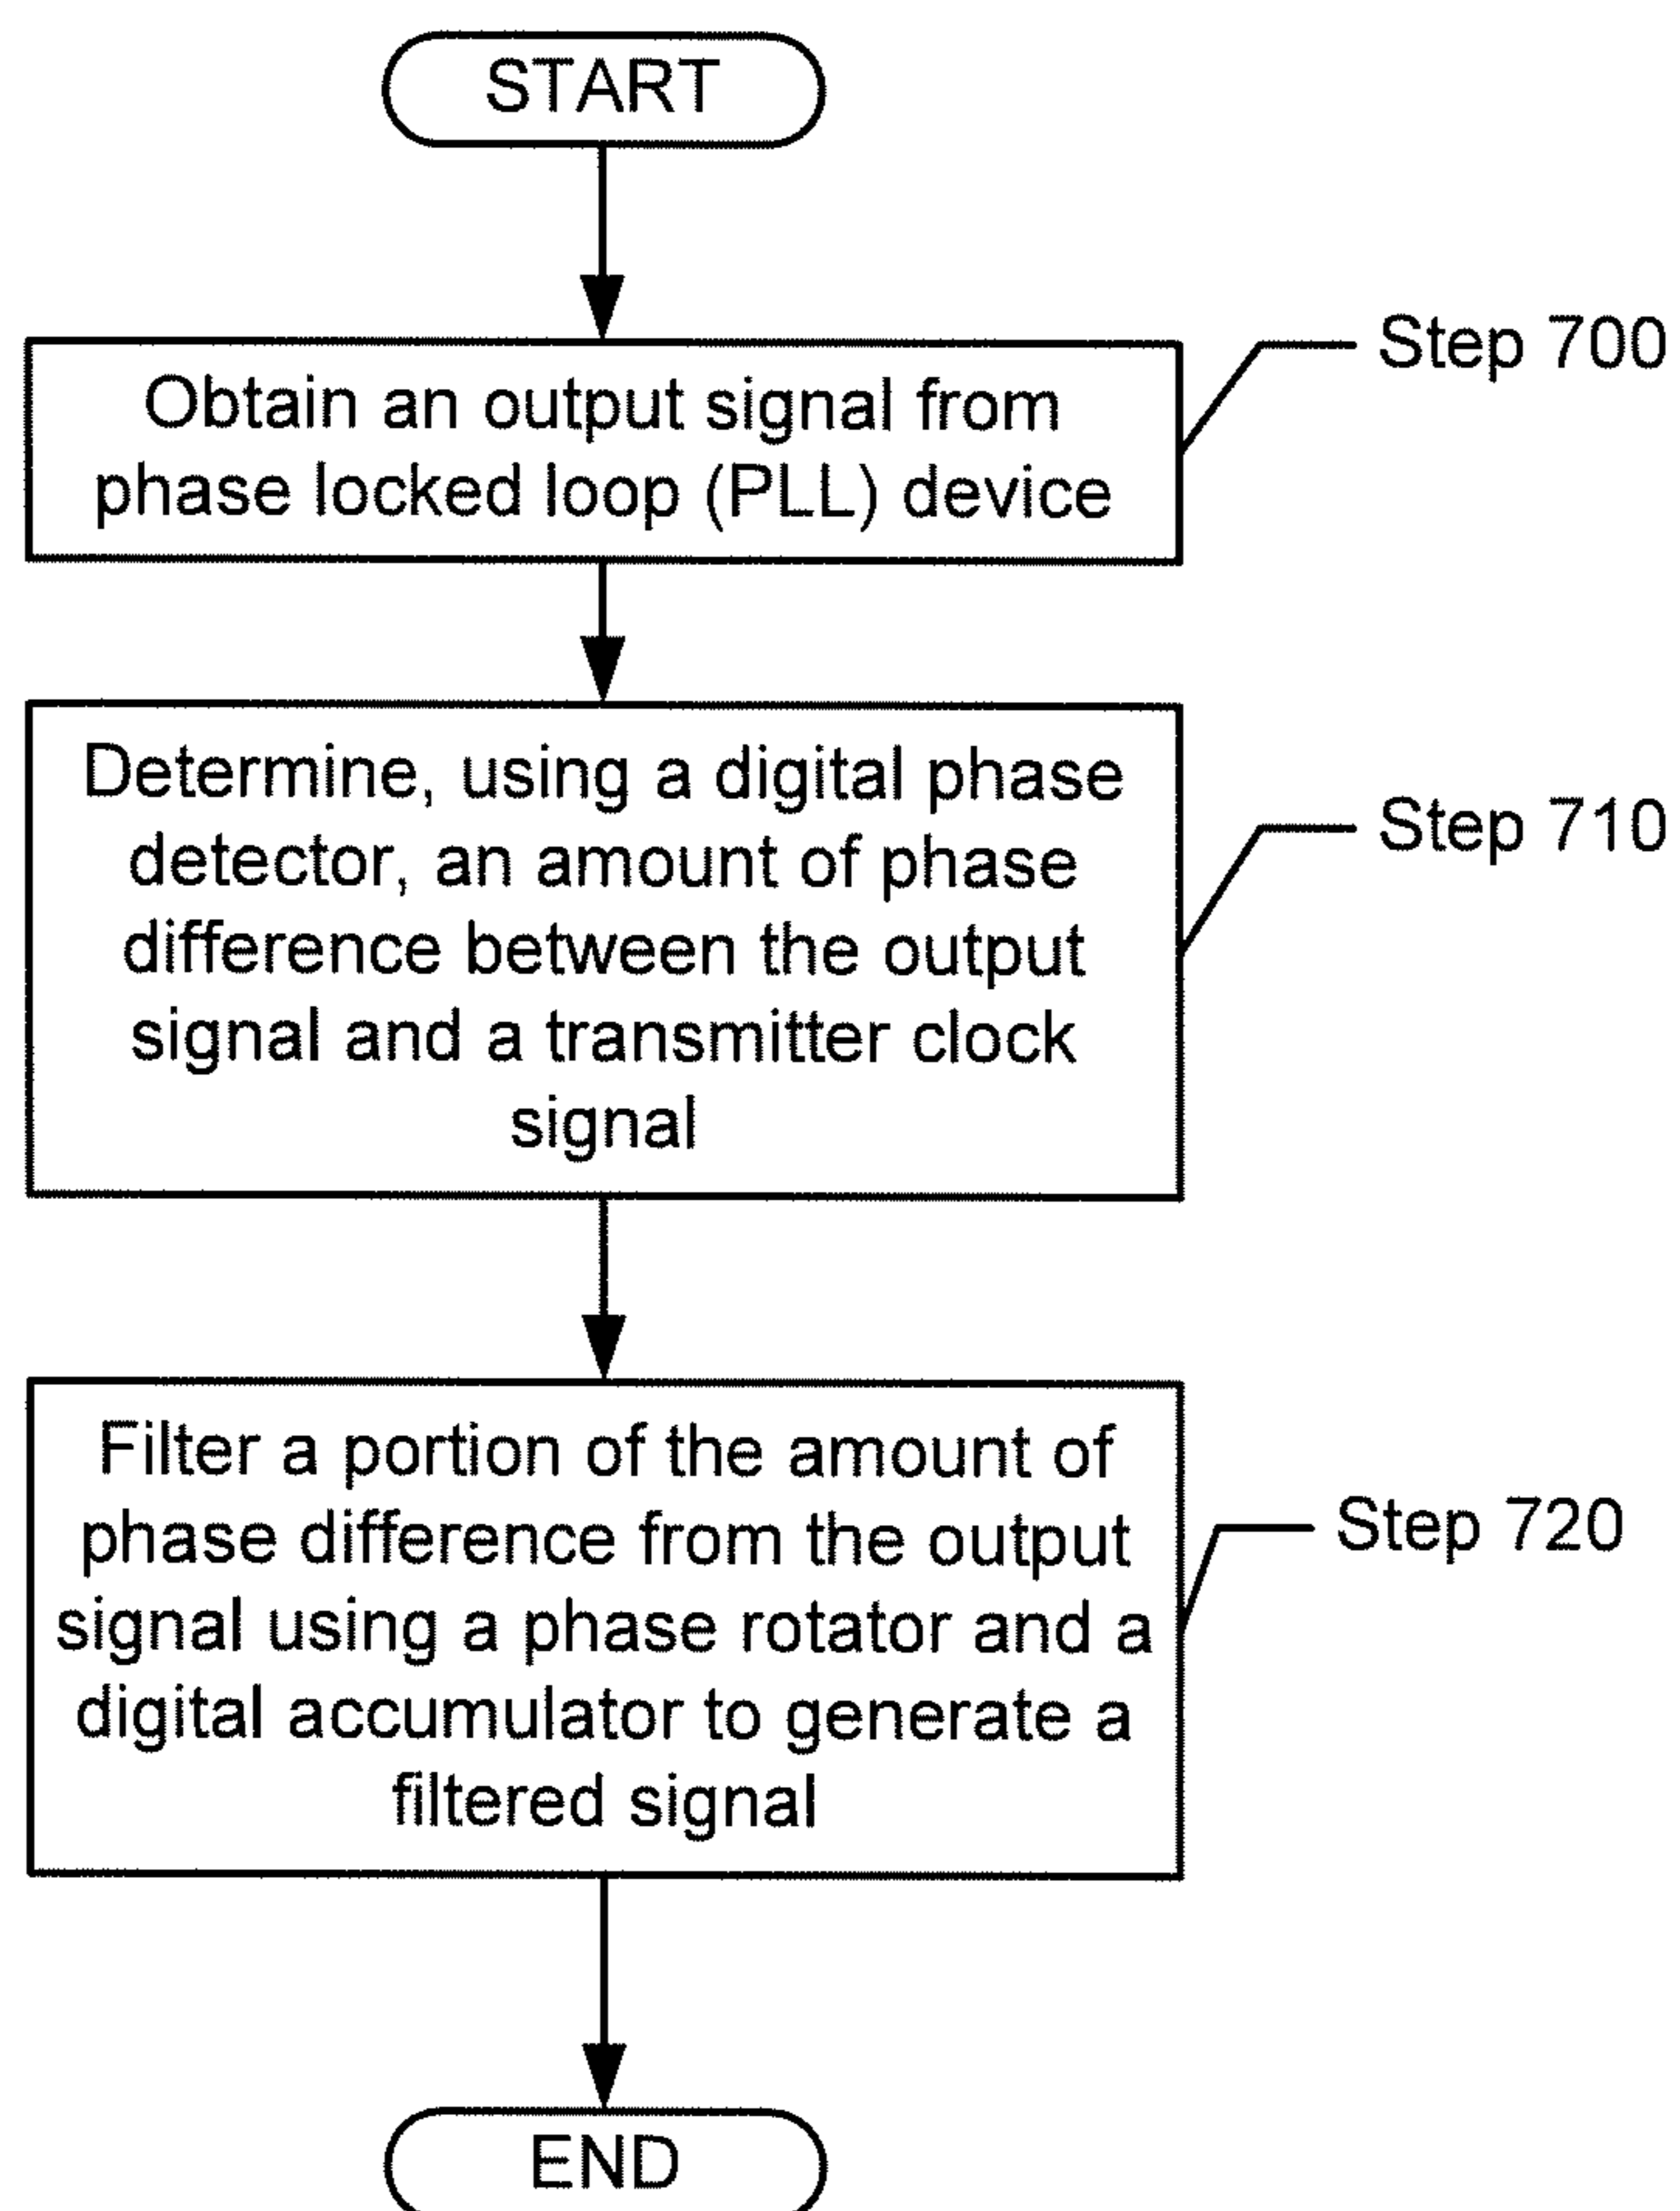 START
Obtain an output signal from
phase locked loop (PLL) device
Step 700
Determine, using a digital phase
detector, an amount of phase
difference between the output
signal and a transmitter clock
signal
Step 710
Filter a portion of the amount of
phase difference from the output
signal using a phase rotator and a
digital accumulator to generate a
filtered signal
Step 720
END